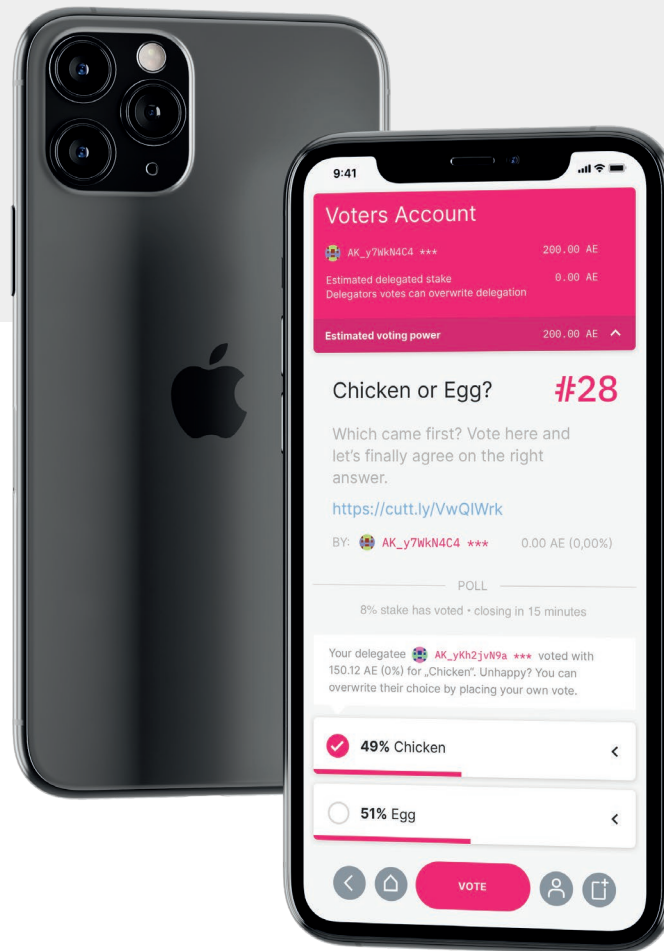 9:41
Voters Account
AK_y7WkN4C4 *** 200.00 AE
Estimated delegated stake 0.00 AE
Delegators votes can overwrite delegation
Estimated voting power 200.00 AE
Chicken or Egg? #28
Which came first? Vote here and
let's finally agree on the right
answer.
https://cutt.ly/VwQIWrk
BY: AK_y7WkN4C4 *** 0.00 AE (0,00%)
POLL
8% stake has voted • closing in 15 minutes
Your delegatee AK_yKh2jvN9a *** voted with
150.12 AE (0%) for „Chicken". Unhappy? You can
overwrite their choice by placing your own vote.
49% Chicken
51% Egg
VOTE